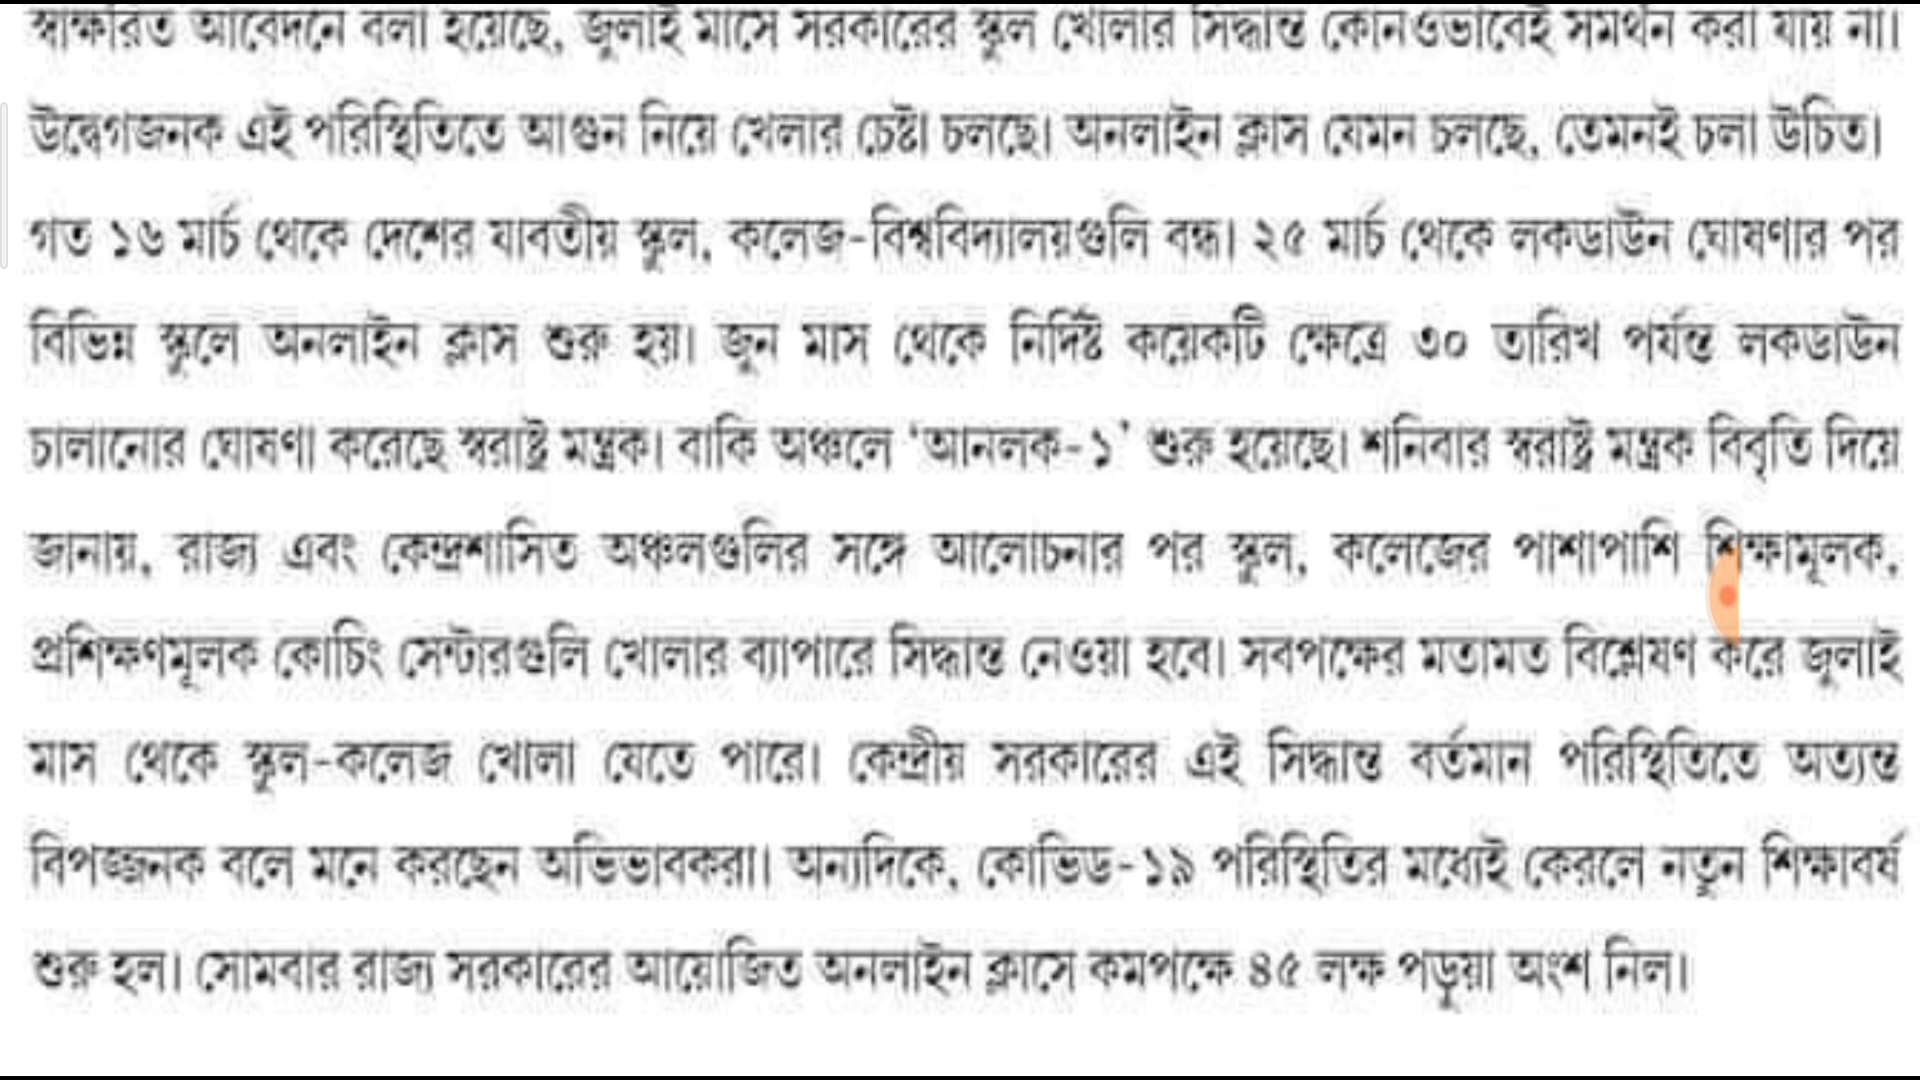 স্বাক্ষরিত আবেদনে বলা হয়েছে, জুলাই মাসে সরকারের স্কুল খোলার সিদ্ধান্ত কোনওভাবেই সমর্থন করা যায় না।
উদ্বেগজনক এই পরিস্থিতিতে আগুন নিয়ে খেলার চেষ্টা চলছে। অনলাইন ক্লাস যেমন চলছে, তেমনই চলা উচিত।
গত ১৬ মার্চ থেকে দেশের যাবতীয় স্কুল, কলেজ-বিশ্ববিদ্যালয়গুলি বন্ধ। ২৫ মার্চ থেকে লকডাউন ঘোষণার পর
বিভিন্ন স্কুলে অনলাইন ক্লাস শুরু হয়। জুন মাস থেকে নির্দিষ্ট কয়েকটি ক্ষেত্রে ৩০ তারিখ পর্যন্ত লকডাউন
চালানোর ঘোষণা করেছে স্বরাষ্ট্র মন্ত্রক। বাকি অঞ্চলে ‘আনলক-১’ শুরু হয়েছে। শনিবার স্বরাষ্ট্র মন্ত্রক বিবৃতি দিয়ে
জানায়, রাজ্য এবং কেন্দ্রশাসিত অঞ্চলগুলির সঙ্গে আলোচনার পর স্কুল, কলেজের পাশাপাশি শিক্ষামূলক,
প্রশিক্ষণমূলক কোচিং সেন্টারগুলি খোলার ব্যাপারে সিদ্ধান্ত নেওয়া হবে। সবপক্ষের মতামত বিশ্লেষণ করে জুলাই
মাস থেকে স্কুল-কলেজ খোলা যেতে পারে। কেন্দ্রীয় সরকারের এই সিদ্ধান্ত বর্তমান পরিস্থিতিতে অত্যন্ত
বিপজ্জনক বলে মনে করছেন অভিভাবকরা। অন্যদিকে, কোভিড-১৯ পরিস্থিতির মধ্যেই কেরলে নতুন শিক্ষাবর্ষ
শুরু হল। সোমবার রাজ্য সরকারের আয়োজিত অনলাইন ক্লাসে কমপক্ষে ৪৫ লক্ষ পড়ুয়া অংশ নিল।